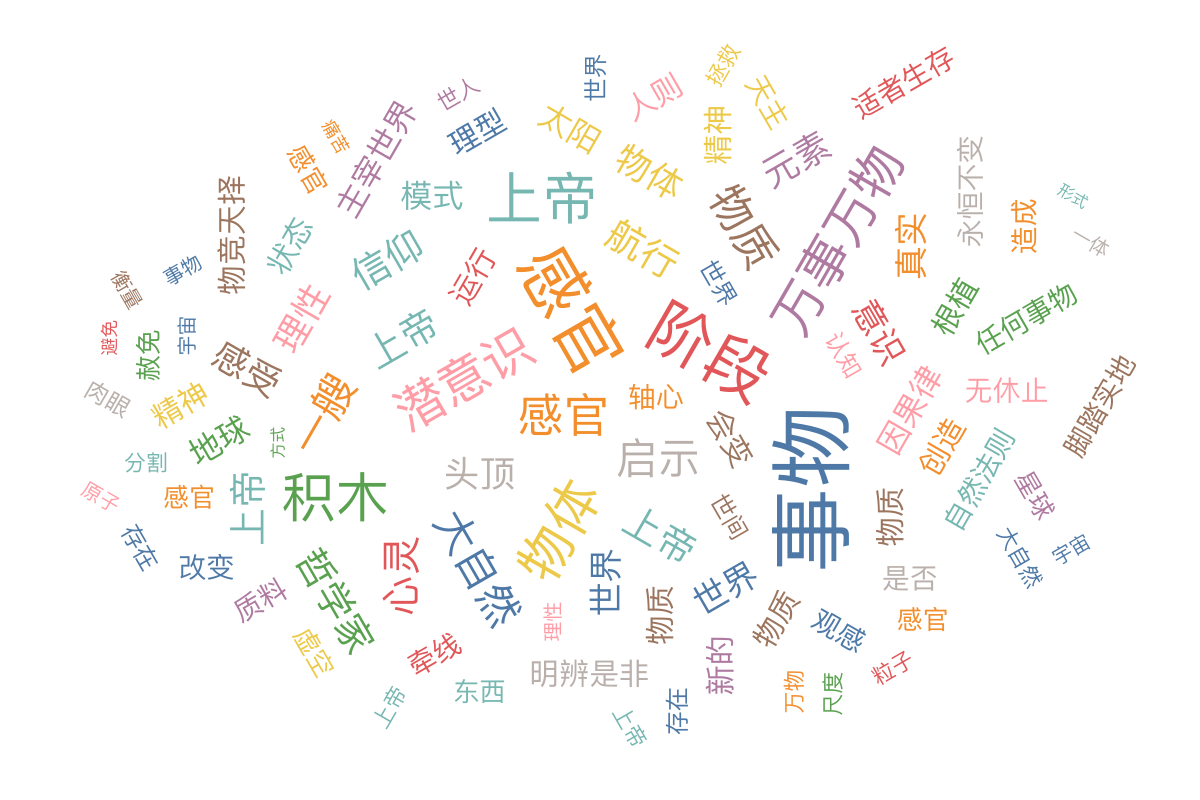 世界
拯救
适者生存
世人
人则
天主
主宰世界
理型
太阳
精神
痛苦
元素
感官
模式
上帝
物体
万事万物
永恒不变
形式
物竞天择
状态
信仰
航行
物质
真实
造成
一体
衡量
事物
运行
感官
世界
根植
任何事物
避免
赦免
宇宙
理性
上帝
阶段
认知
意识
肉眼
精神
感受
一艘
潜意识
感官
轴心
因果律
无休止
脚踏实地
分割
地球
方式
头顶
启示
会变
事物
创造
自然法则
原子
感官
上帝
积木
物体
上帝
世间
物质
星球
存在
改变
哲学家
心灵
大自然
世界
世界
是否
大自然
宇宙
质料
理性
物质
物质
观感
感官
虚空
牵线
明辨是非
新的
粒子
上帝
东西
上帝
存在
万物
尺度